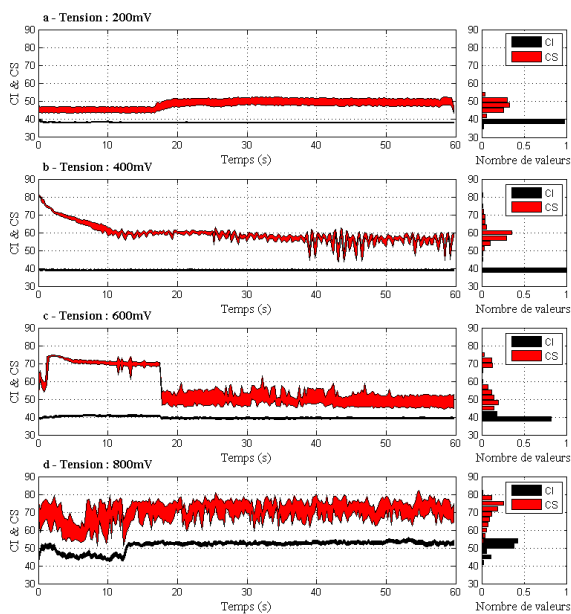 a - Tension : 200mV
CI & CS
90
80
70
60
50
40
30
0 10 20 30 40 50 60
Temps (s)
CI
CS
0 0.5 1
Nombre de valeurs
b - Tension : 400mV
CI & CS
90
80
70
60
50
40
30
0 10 20 30 40 50 60
Temps (s)
CI
CS
0 0.5 1
Nombre de valeurs
c - Tension : 600mV
CI & CS
90
80
70
60
50
40
30
0 10 20 30 40 50 60
Temps (s)
CI
CS
0 0.5 1
Nombre de valeurs
d - Tension : 800mV
CI & CS
90
80
70
60
50
40
30
0 10 20 30 40 50 60
Temps (s)
CI
CS
0 0.5 1
Nombre de valeurs